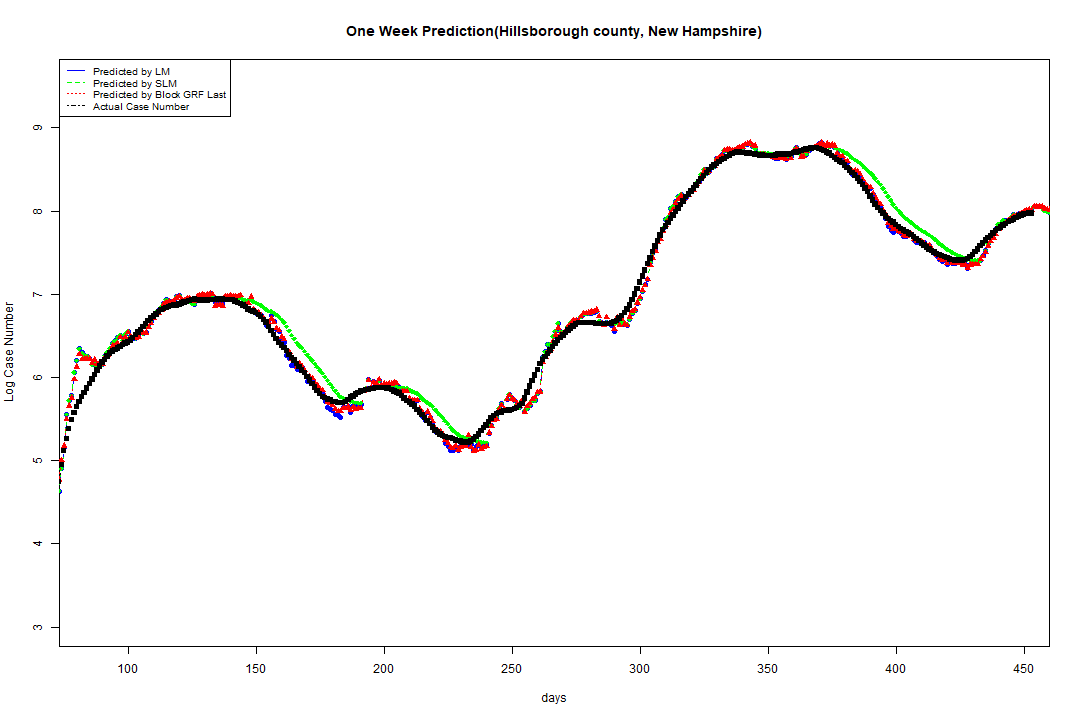 One Week Prediction(Hillsborough county, New Hampshire)
Predicted by LM
Predicted by SLM
Predicted by Block GRF Last
Actual Case Number
Log Case Number
9
8
7
6
5
4
3
100 150 200 250 300 350 400 450
days